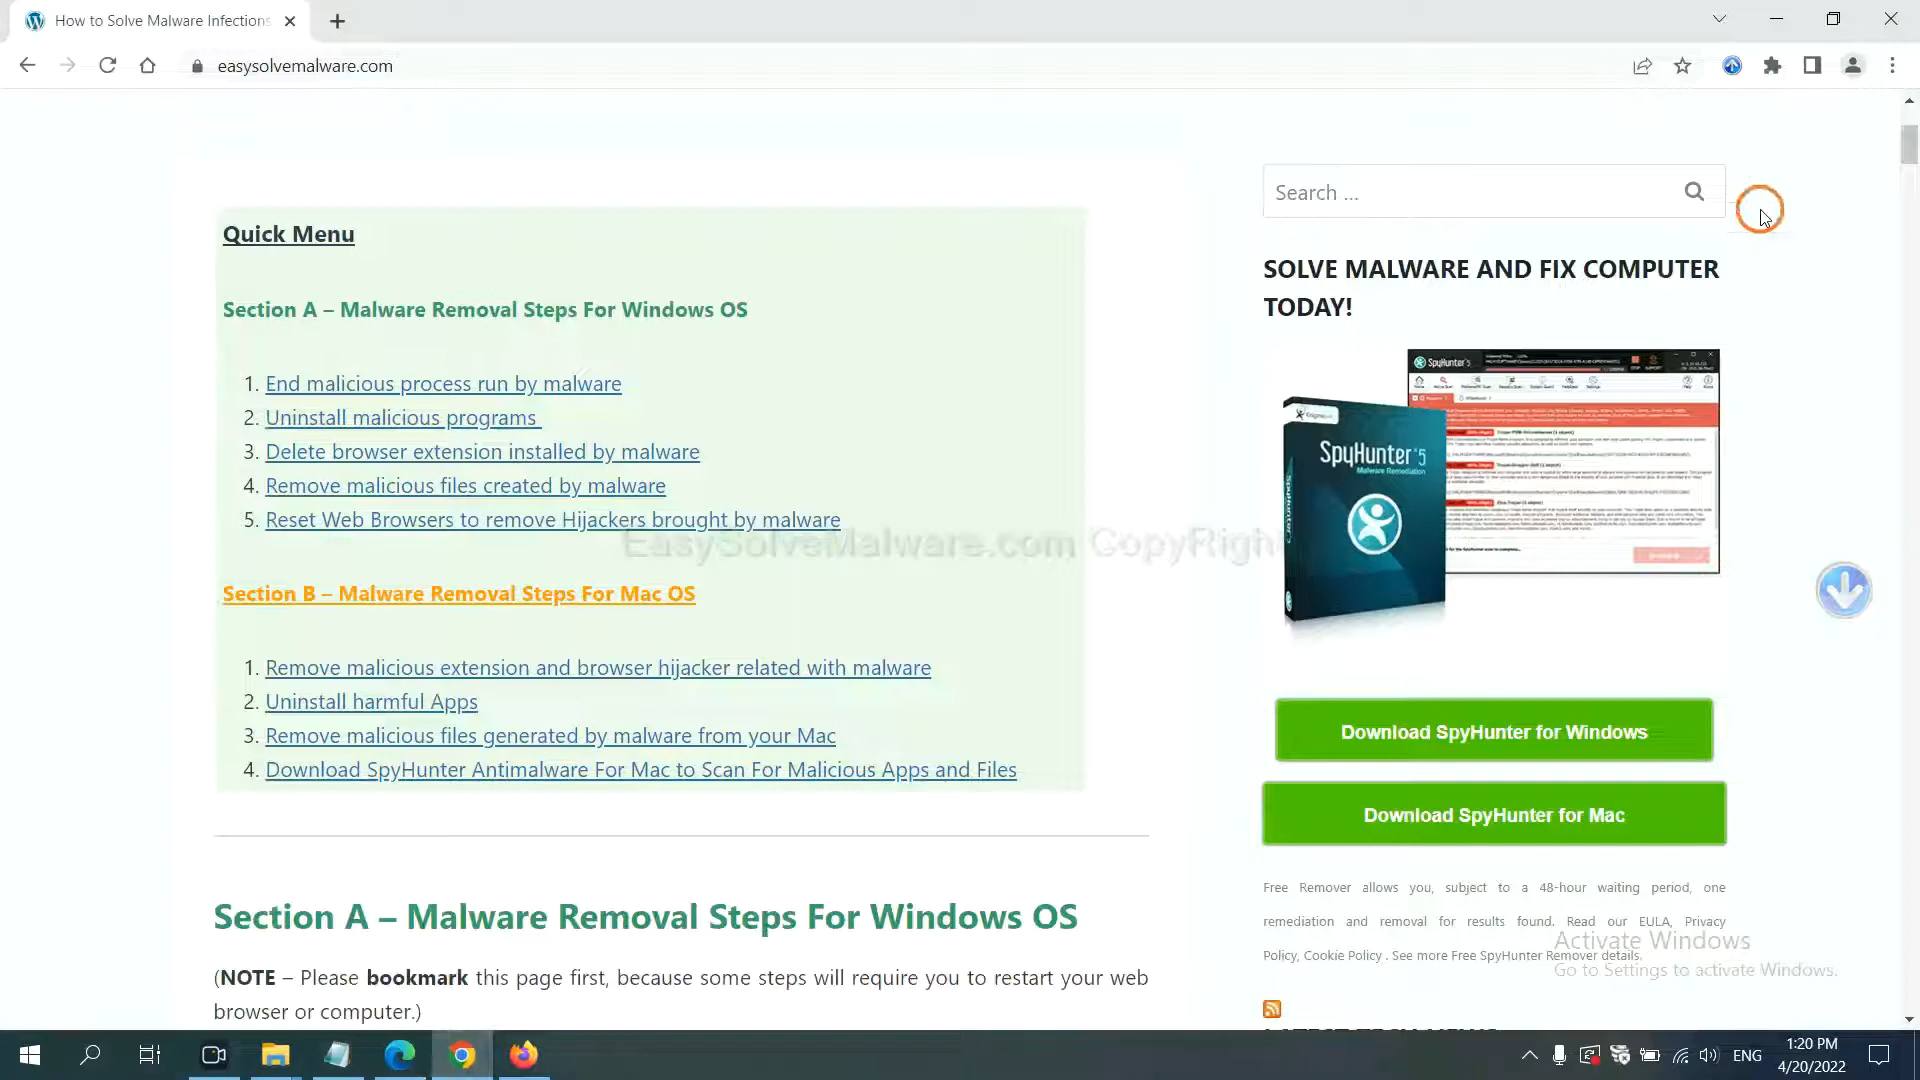 How to Solve Malware Infections
easysolvemalware.com
Search ...
Quick Menu
Section A – Malware Removal Steps For Windows OS
1. End malicious process run by malware
2. Uninstall malicious programs
3. Delete browser extension installed by malware
4. Remove malicious files created by malware
5. Reset Web Browsers to remove Hijackers brought by malware
EasySolveMalware.com CopyRigh
Section B – Malware Removal Steps For Mac OS
1. Remove malicious extension and browser hijacker related with malware
2. Uninstall harmful Apps
3. Remove malicious files generated by malware from your Mac
4. Download SpyHunter Antimalware For Mac to Scan For Malicious Apps and Files
Section A – Malware Removal Steps For Windows OS
(NOTE – Please bookmark this page first, because some steps will require you to restart your web
browser or computer.)
SOLVE MALWARE AND FIX COMPUTER
TODAY!
SpyHunter 5
SpyHunter 5
Malware Remediation
Download SpyHunter for Windows
Download SpyHunter for Mac
Free Remover allows you, subject to a 48-hour waiting period, one
remediation and removal for results found. Read our EULA, Privacy
Policy, Cookie Policy . See more Free SpyHunter Remover details.
Activate Windows
Go to Settings to activate Windows.
LATEST TECH NEWS
ENG
1:20 PM
4/20/2022